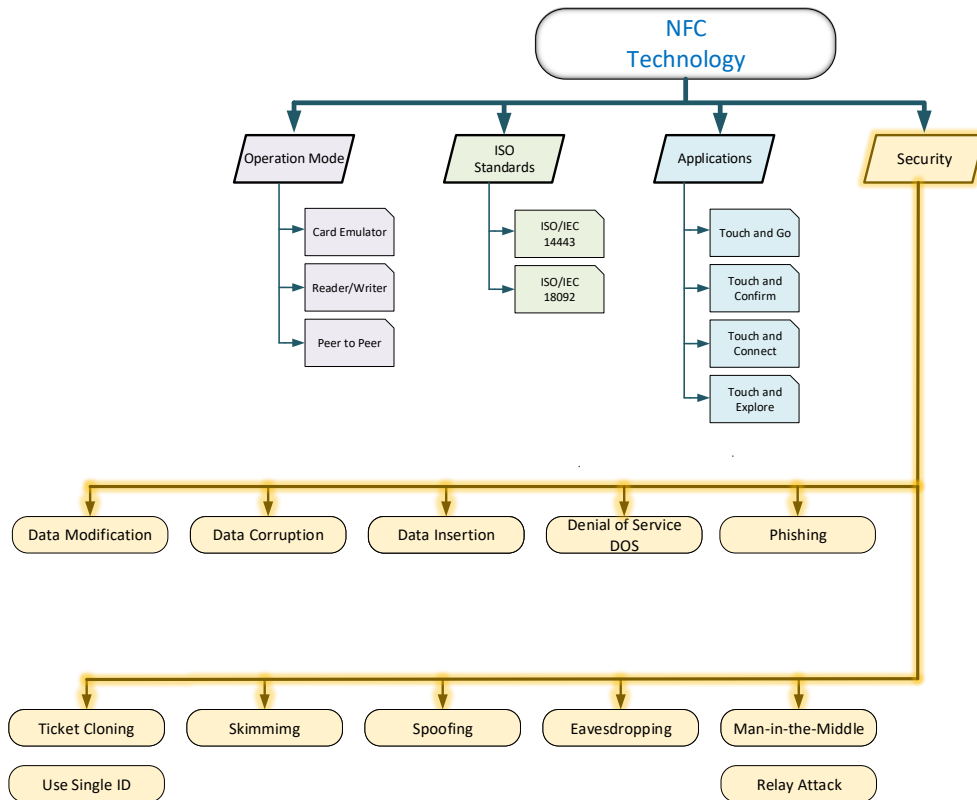 NFC
Technology
Operation Mode
ISO
Standards
Applications
Security
Card Emulator
Reader/Writer
Peer to Peer
ISO/IEC
14443
ISO/IEC
18092
Touch and Go
Touch and
Confirm
Touch and
Connect
Touch and
Explore
Data Modification
Data Corruption
Data Insertion
Denial of Service
DOS
Phishing
Ticket Cloning
Skimmimg
Spoofing
Eavesdropping
Man-in-the-Middle
Use Single ID
Relay Attack